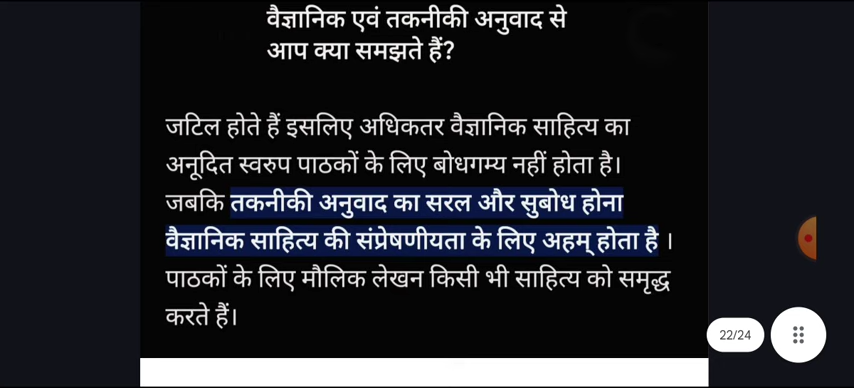 वैज्ञानिक एवं तकनीकी अनुवाद से
आप क्या समझते हैं?
जटिल होते हैं इसलिए अधिकतर वैज्ञानिक साहित्य का
अनूदित स्वरुप पाठकों के लिए बोधगम्य नहीं होता है।
जबकि तकनीकी अनुवाद का सरल और सुबोध होना
वैज्ञानिक साहित्य की संप्रेषणीयता के लिए अहम् होता है ।
पाठकों के लिए मौलिक लेखन किसी भी साहित्य को समृद्ध
करते हैं।
22/24